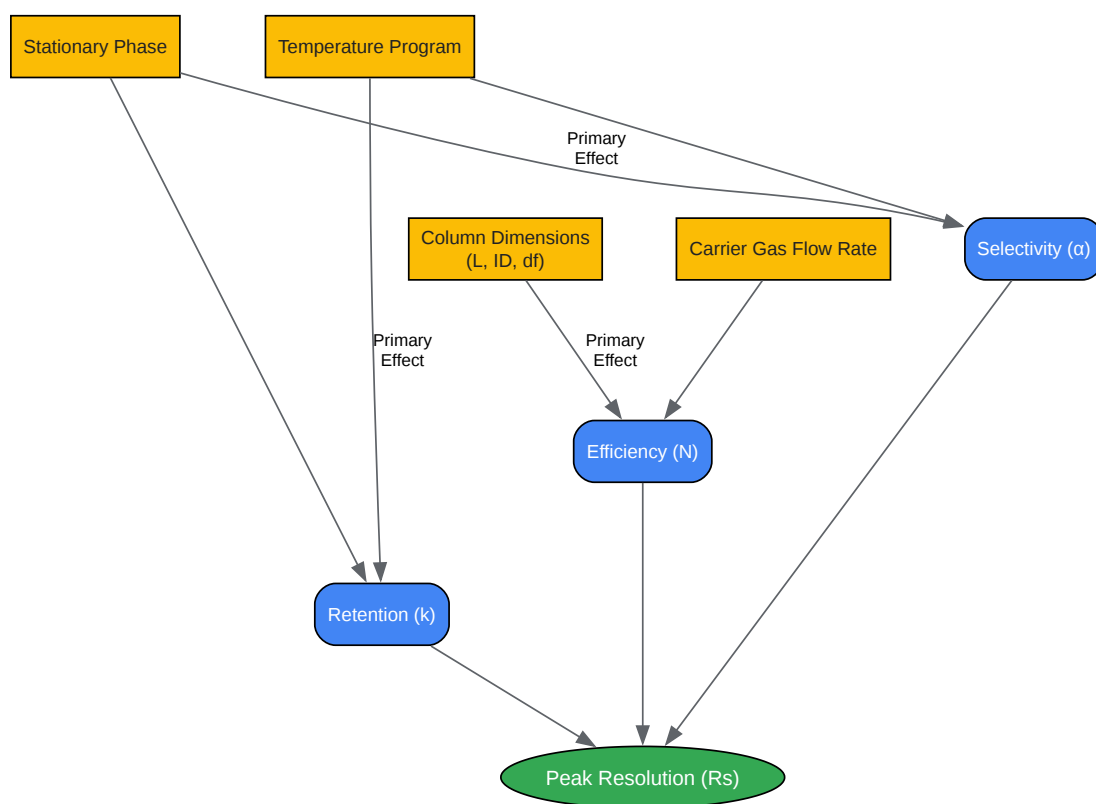 Stationary Phase
Temperature Program
Primary
Effect
Column Dimensions
(L, ID, df)
Carrier Gas Flow Rate
Selectivity (α)
Primary
Effect
Primary
Effect
Efficiency (N)
Retention (k)
Peak Resolution (Rs)